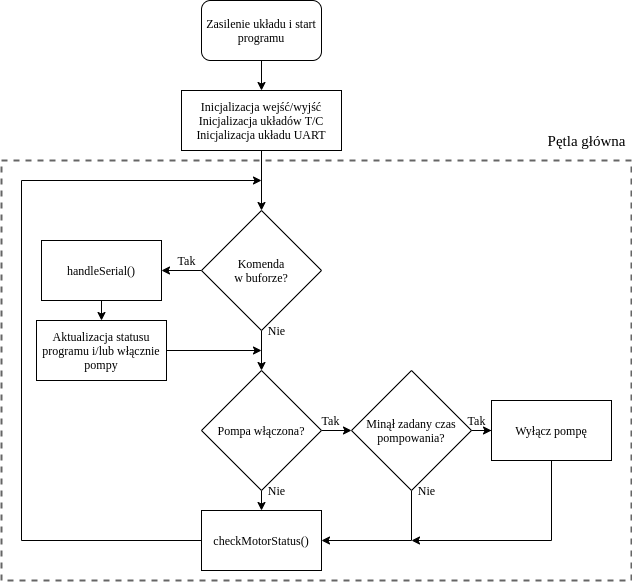 Zasilenie układu i start
programu
Inicjalizacja wejść/wyjść
Inicjalizacja układów T/C
Inicjalizacja układu UART
Pętla główna
Komenda
w buforze?
Tak
handleSerial()
Nie
Aktualizacja statusu
programu i/lub włącznie
pompy
Pompa włączona?
Tak
Minął zadany czas
pompowania?
Tak
Wyłącz pompę
Nie
Nie
checkMotorStatus()